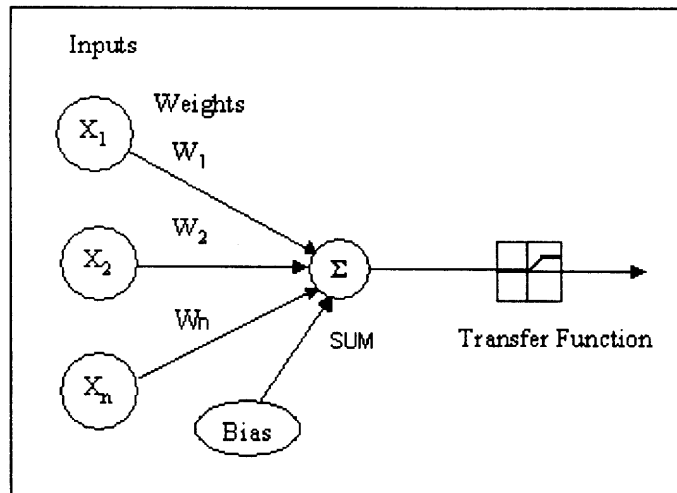 Inputs
Weights
X1
W1
W2
X2
Σ
Wn
SUM
Transfer Function
Xn
Bias